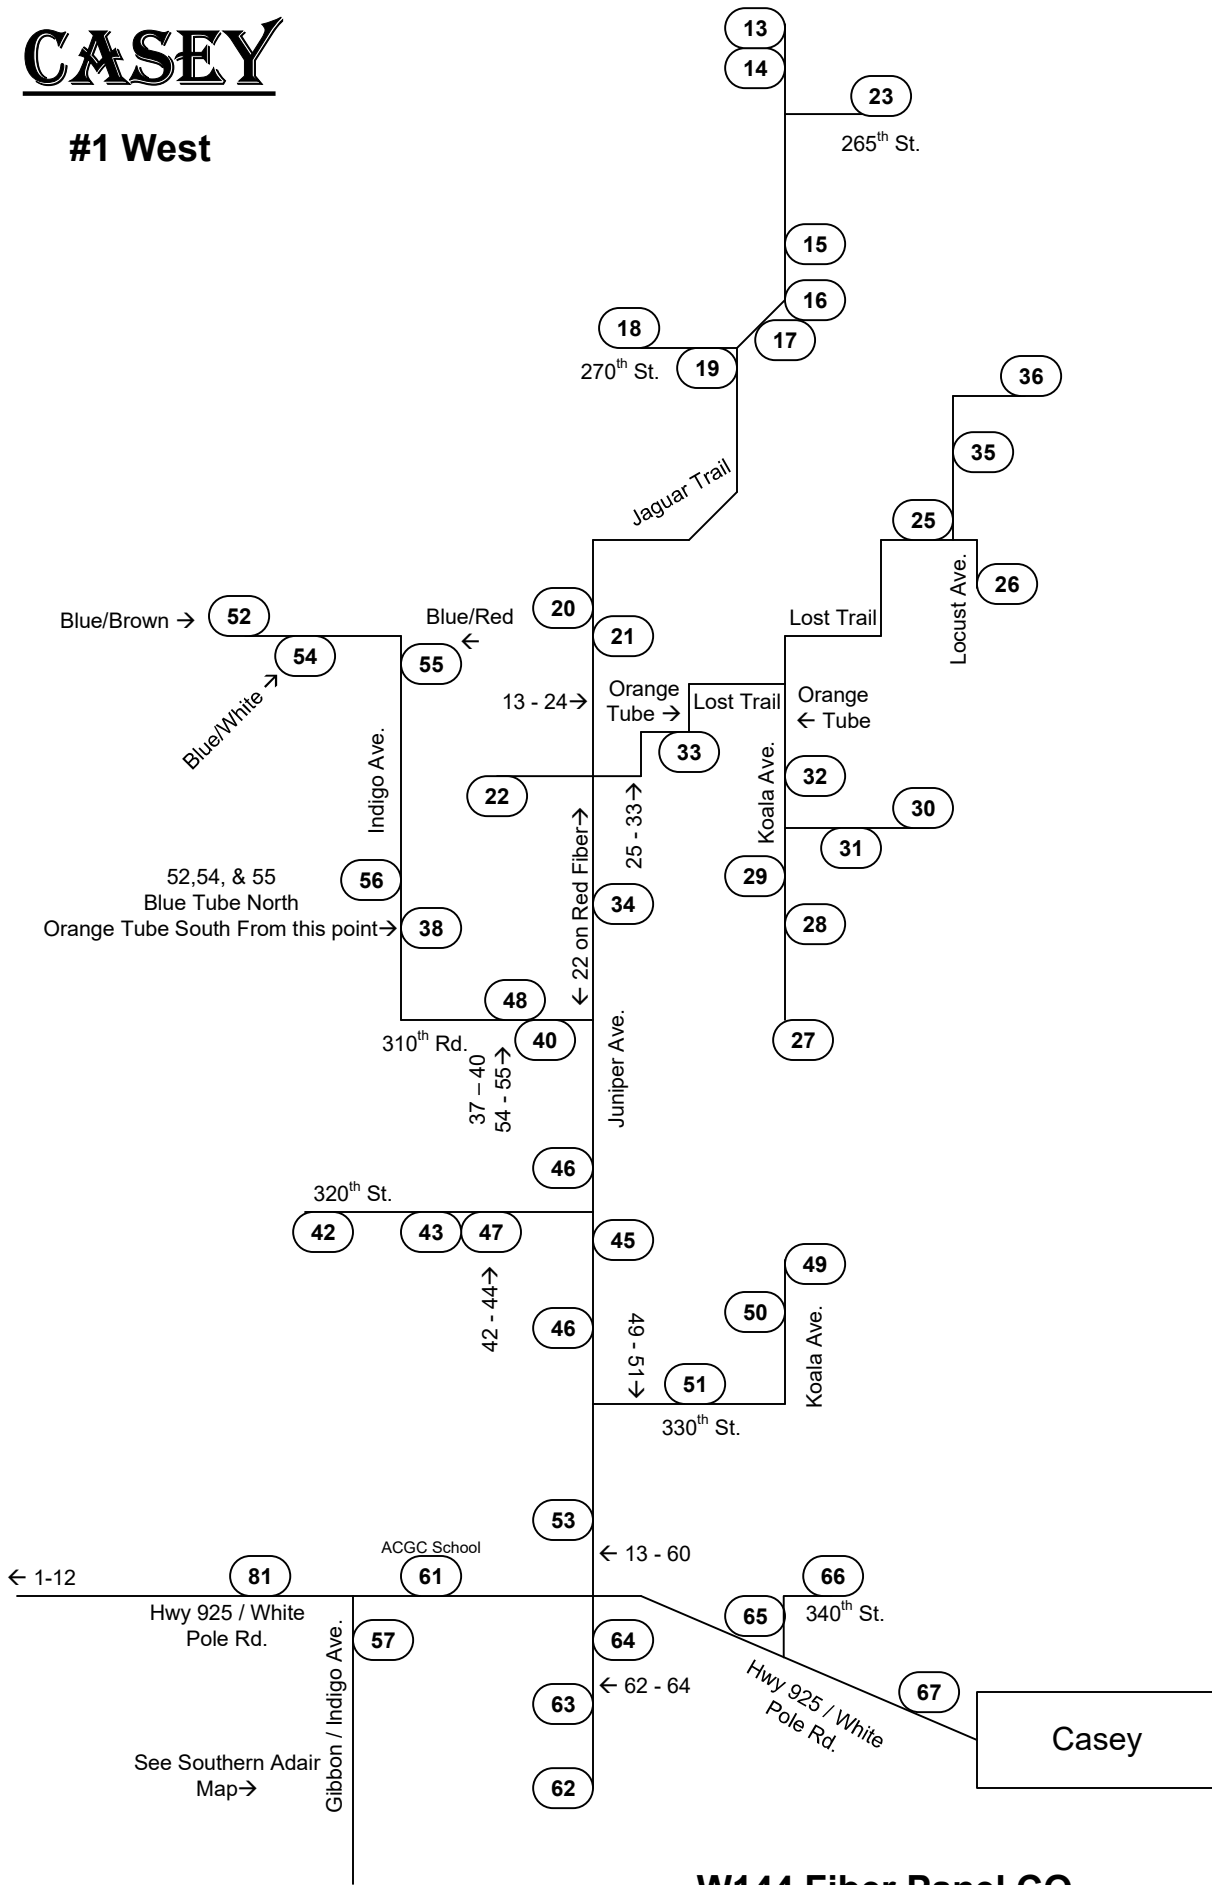 CASEY
#1 West
13
14
23
265th St.
15
16
17
18
19
270th St.
36
35
25
26
Jaguar Trail
Locust Ave.
Lost Trail
20
21
Blue/Brown →
52
54
Blue/White →
Blue/Red
←
55
13 - 24→
Orange
Tube →
Lost Trail
Orange
← Tube
33
Indigo Ave.
22
Koala Ave.
32
30
31
← 22 on Red Fiber→
25 - 33→
29
28
27
34
56
52,54, & 55
Blue Tube North
Orange Tube South From this point→
38
48
40
310th Rd.
37 – 40
54 - 55→
Juniper Ave.
46
320th St.
42
43
47
45
42 - 44→
46
49 - 51→
49
50
51
Koala Ave.
330th St.
53
← 13 - 60
← 1-12
81
ACGC School
61
Hwy 925 / White
Pole Rd.
57
Gibbon / Indigo Ave.
64
63
← 62 - 64
62
65
66
340th St.
67
Hwy 925 / White
Pole Rd.
See Southern Adair
Map→
Casey
W144 Fiber Panel CO